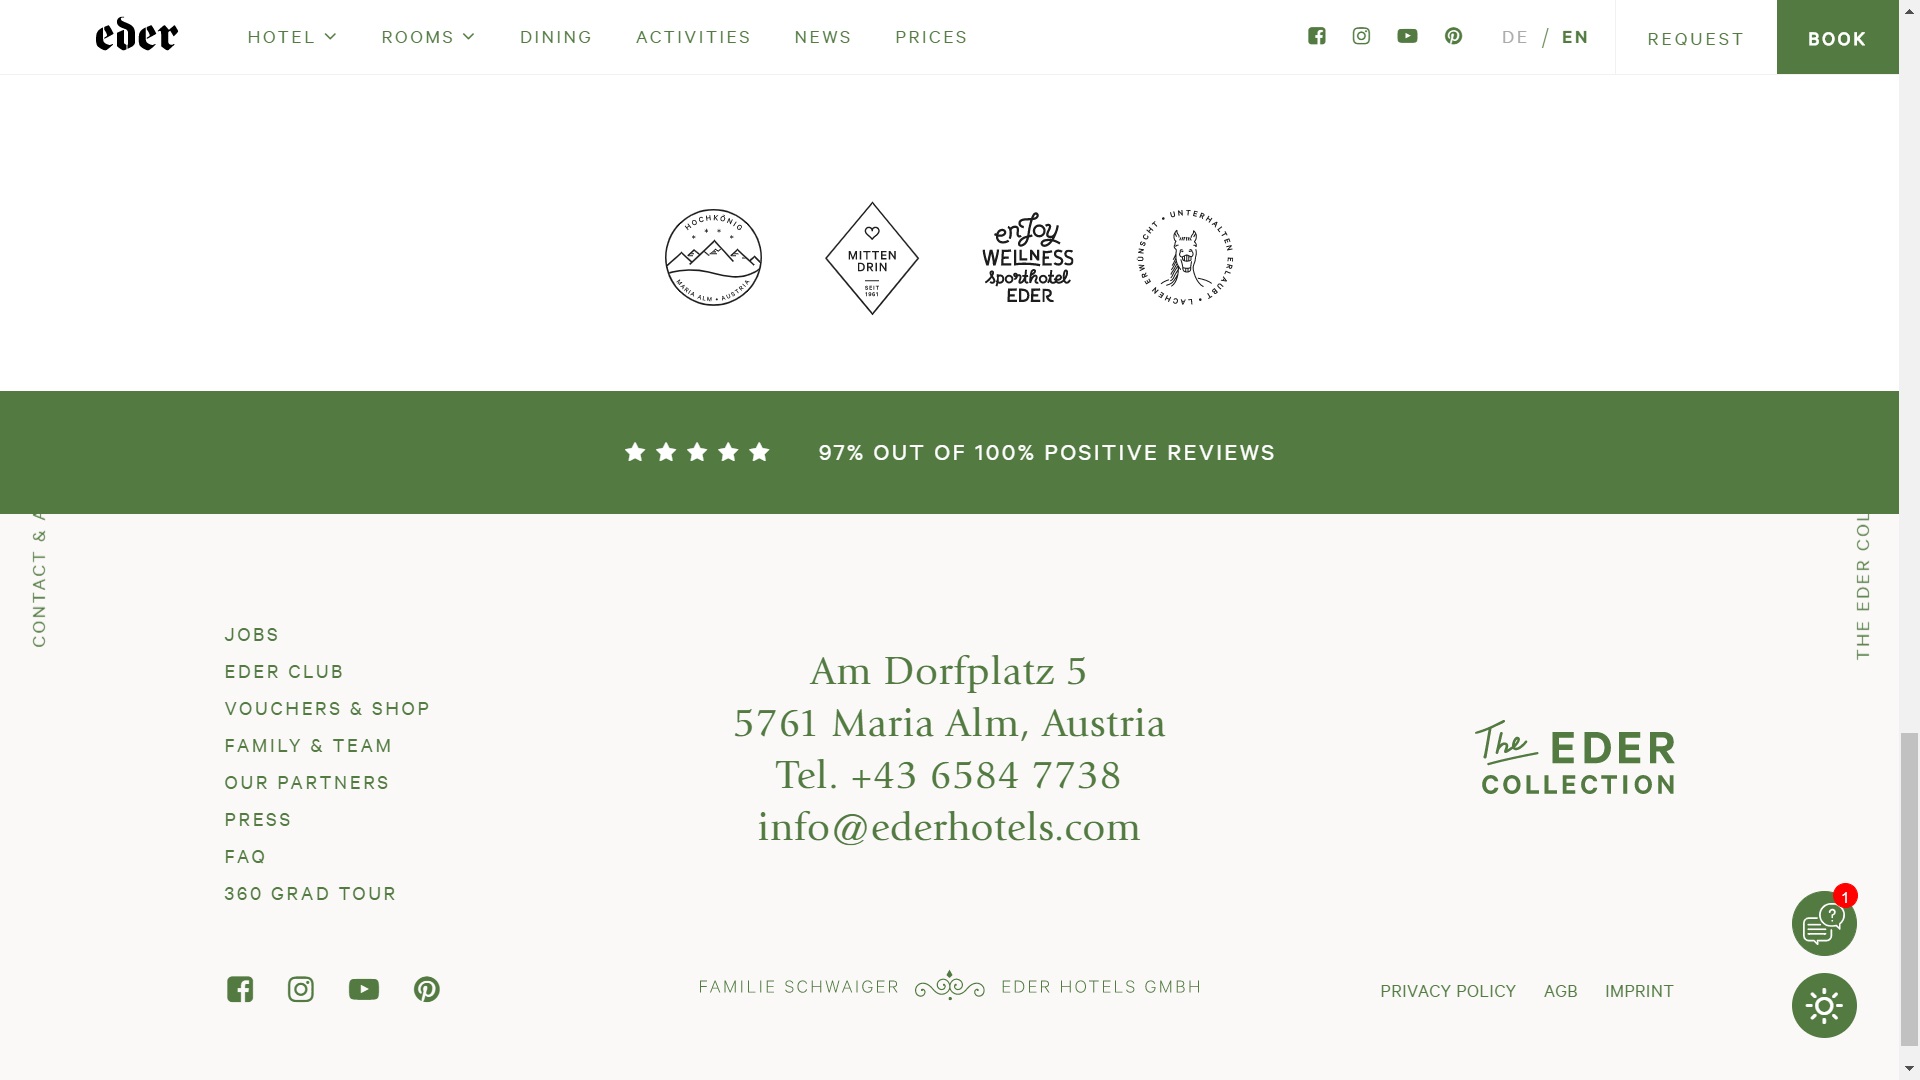 eder
HOTEL
ROOMS
DINING
ACTIVITIES
NEWS
PRICES
DE / EN
REQUEST
BOOK
HOCHKÖNIG
MARIA ALM • AUSTRIA
MITTEN
DRIN
SEIT
1961
enJoy
WELLNESS
sporthotel
EDER
• UNTERHALTEN ERLAUBT • LACHEN ERWÜNSCHT
97% OUT OF 100% POSITIVE REVIEWS
CONTACT & A
THE EDER COL
JOBS
EDER CLUB
VOUCHERS & SHOP
FAMILY & TEAM
OUR PARTNERS
PRESS
FAQ
360 GRAD TOUR
Am Dorfplatz 5
5761 Maria Alm, Austria
Tel. +43 6584 7738
info@ederhotels.com
The EDER
COLLECTION
1
?
FAMILIE SCHWAIGER EDER HOTELS GMBH
PRIVACY POLICY
AGB
IMPRINT